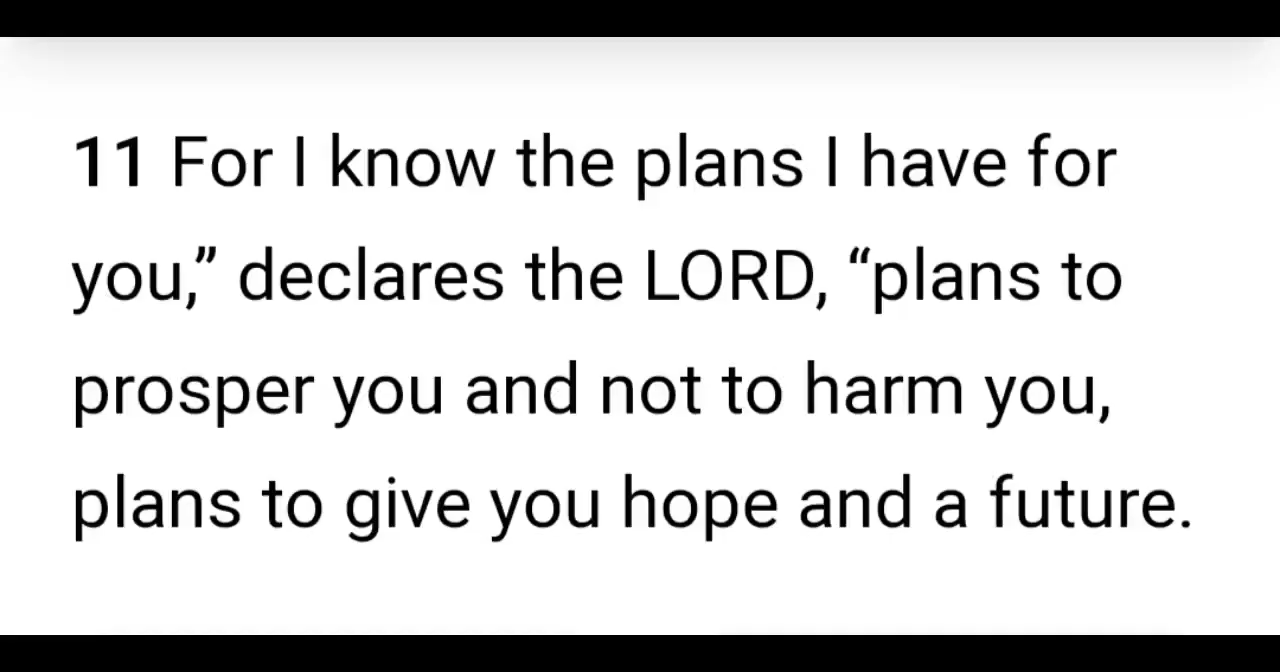 11 For I know the plans I have for
you,” declares the LORD, “plans to
prosper you and not to harm you,
plans to give you hope and a future.